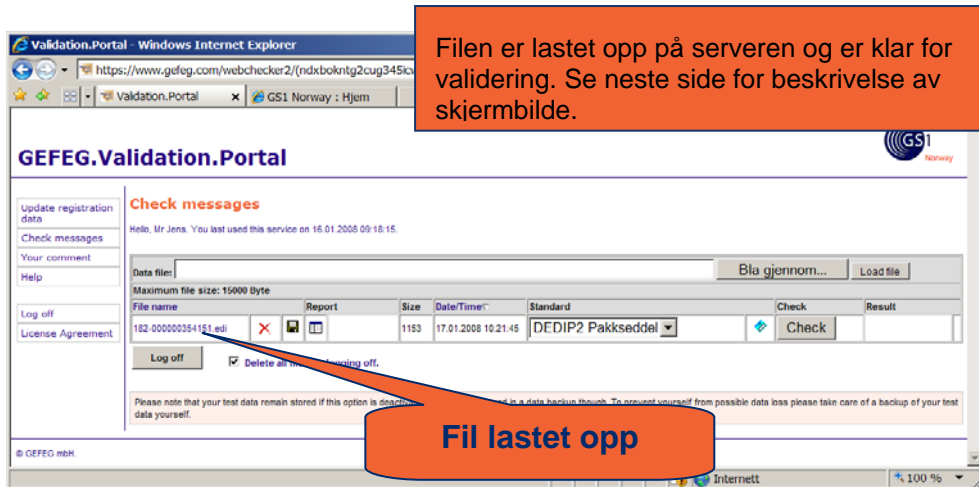 Validation.Portal - Windows Internet Explorer
Filen er lastet opp på serveren og er klar for
validering. Se neste side for beskrivelse av
skjermbilde.
https://www.gefeg.com/webchecker2/(ndxbokntg2cug345icv
Validation.Portal x GS1 Norway : Hjem
GEFEG.Validation.Portal
GS1
Norway
Update registration
data
Check messages
Your comment
Help
Log off
License Agreement
Check messages
Hello, Mr Jens. You last used this service on 16.01.2008 09:18:15.
Data file: Bla gjennom... Load file
Maximum file size: 15000 Byte
File name Report Size Date/Time Standard Check Result
182-000000354151.edi 1153 17.01.2008 10:21:45 DEDIP2 Pakkseddel Check
Log off Delete all logging off.
Please note that your test data remain stored if this option is in a data backup though. To prevent yourself from possible data loss please take care of a backup of your test
data yourself.
Fil lastet opp
© GEFEG mbH.
Internett 100 %